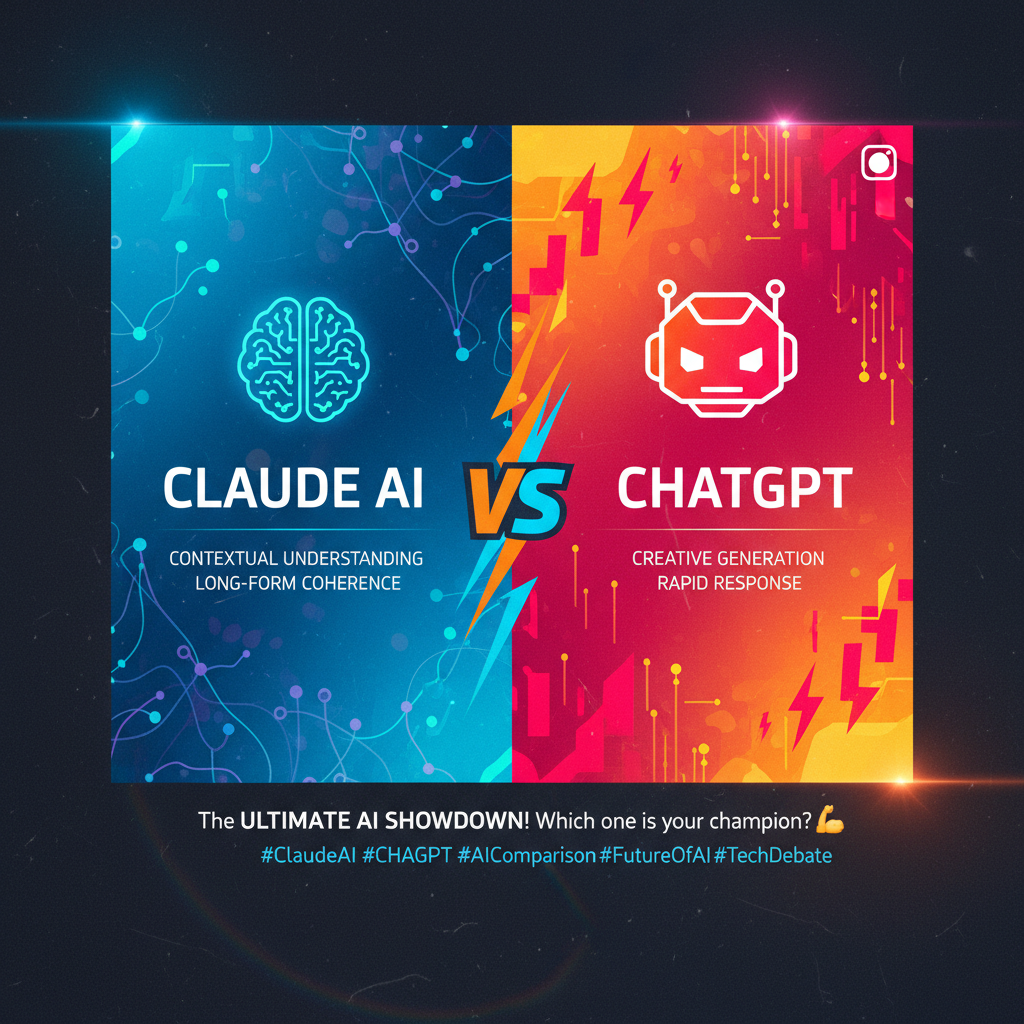 CLAUDE AI
CONTEXTUAL UNDERSTANDING
LONG-FORM COHERENCE
VS
CHATGPT
CREATIVE GENERATION
RAPID RESPONSE
The ULTIMATE AI SHOWDOWN! Which one is your champion? 💪
#ClaudeAI #CHAGPT #AIComparison #FutureOfAI #TechDebate